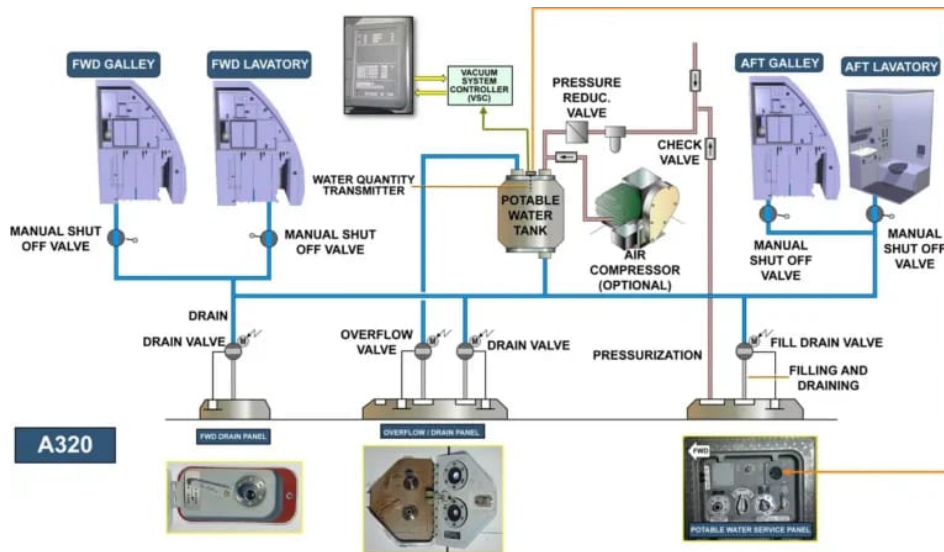 FWD GALLEY
FWD LAVATORY
VACUUM
SYSTEM
CONTROLLER
(VSC)
PRESSURE
REDUC.
VALVE
AFT GALLEY
AFT LAVATORY
CHECK
VALVE
WATER QUANTITY
TRANSMITTER
POTABLE
WATER
TANK
MANUAL SHUT
OFF VALVE
MANUAL SHUT
OFF VALVE
AIR
COMPRESSOR
(OPTIONAL)
MANUAL
SHUT OFF
VALVE
MANUAL
SHUT OFF
VALVE
DRAIN
DRAIN VALVE
M
OVERFLOW
VALVE
M
M
DRAIN VALVE
PRESSURIZATION
M
FILL DRAIN VALVE
FILLING AND
DRAINING
A320
FWD DRAIN PANEL
OVERFLOW / DRAIN PANEL
FWD
POTABLE WATER SERVICE PANEL